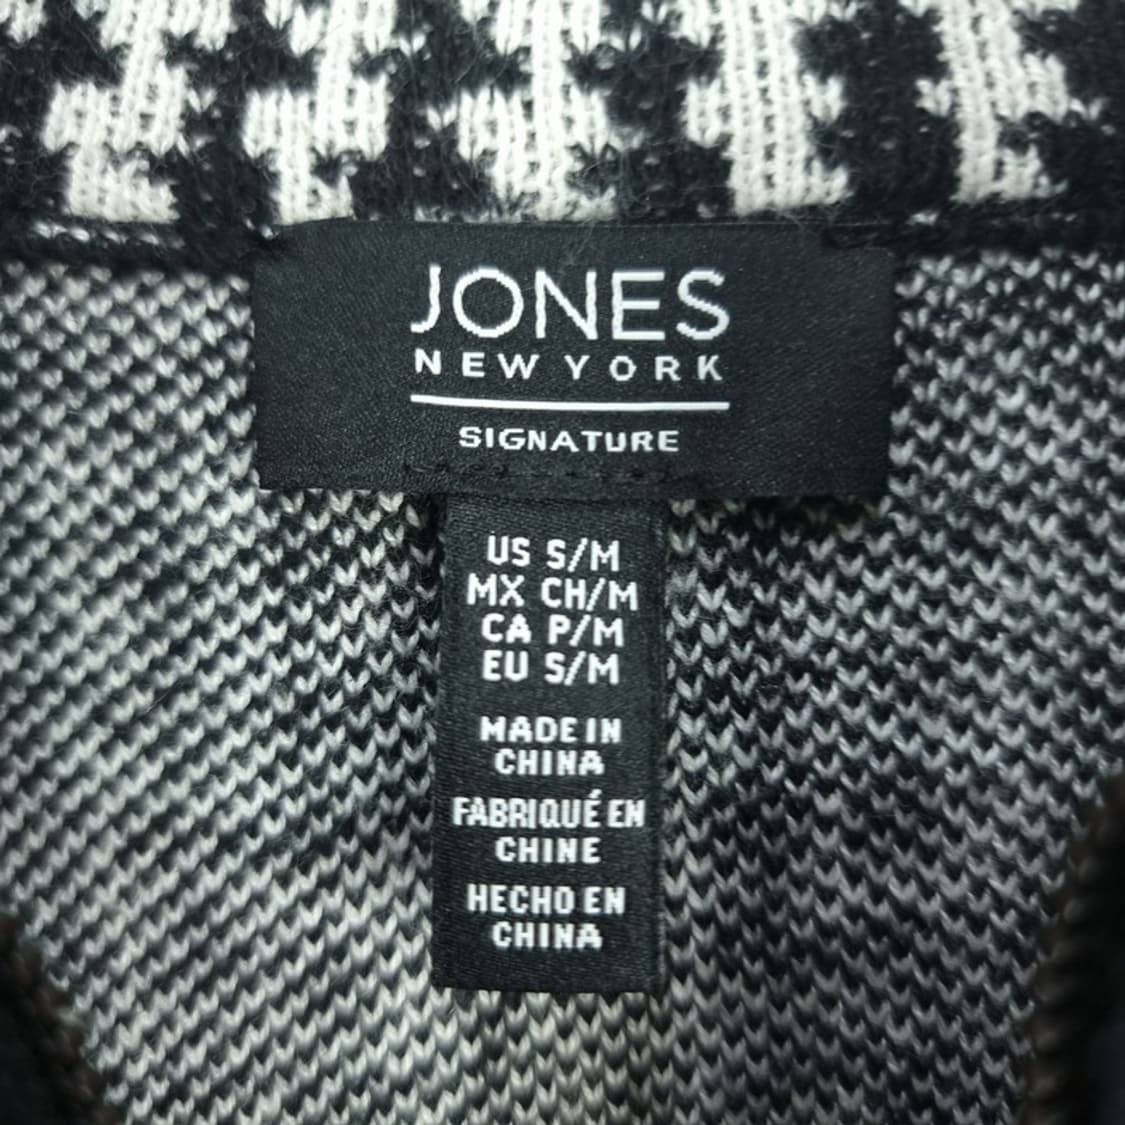 JONES
NEW YORK
SIGNATURE
US S/M
MX CH/M
CA P/M
EU S/M
MADE IN
CHINA
FABRIQUÉ EN
CHINE
HECHO EN
CHINA